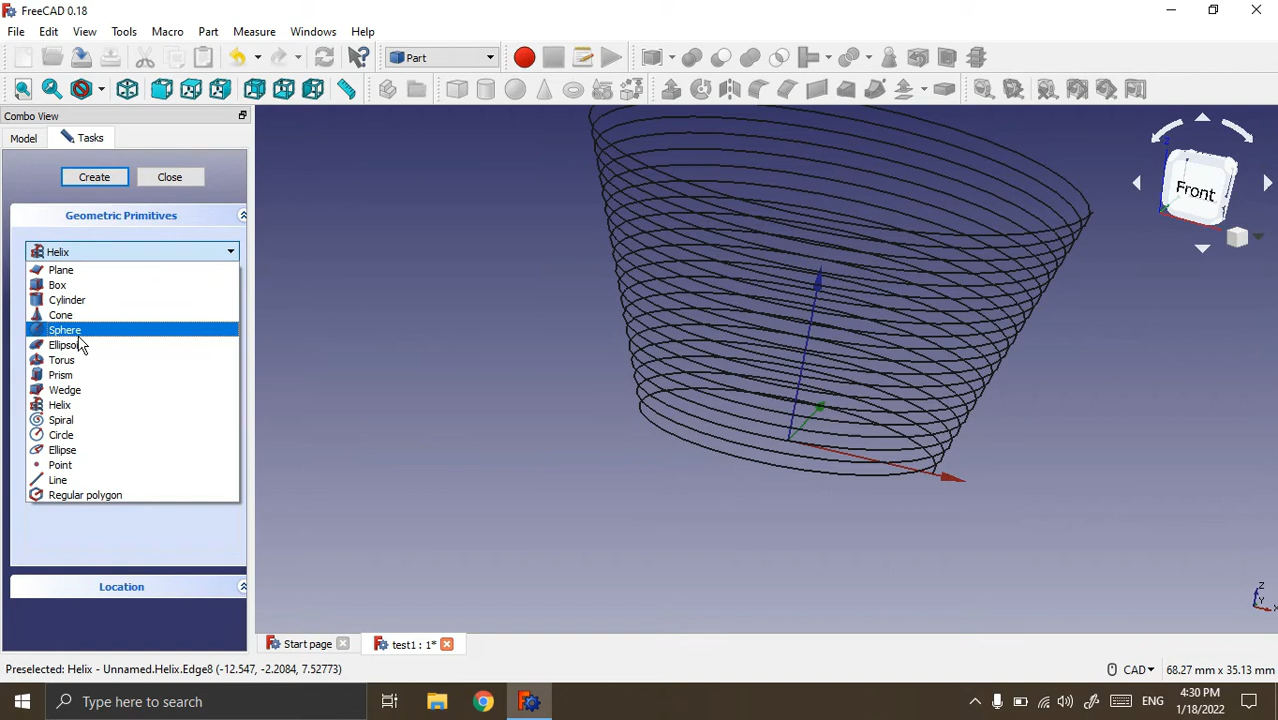 FreeCAD 0.18
File Edit View Tools Macro Part Measure Windows Help
Part
Combo View
Model Tasks
Create Close
Geometric Primitives
Helix
Plane
Box
Cylinder
Cone
Sphere
Torus
Prism
Wedge
Helix
Spiral
Circle
Ellipse
Point
Line
Regular polygon
Location
Front
Z
Z
Y
X
Start page test1 : 1*
Preselected: Helix - Unnamed.Helix.Edge8 (-12.547, -2.2084, 7.52773) CAD 68.27 mm x 35.13 mm
Type here to search
ENG
4:30 PM
1/18/2022